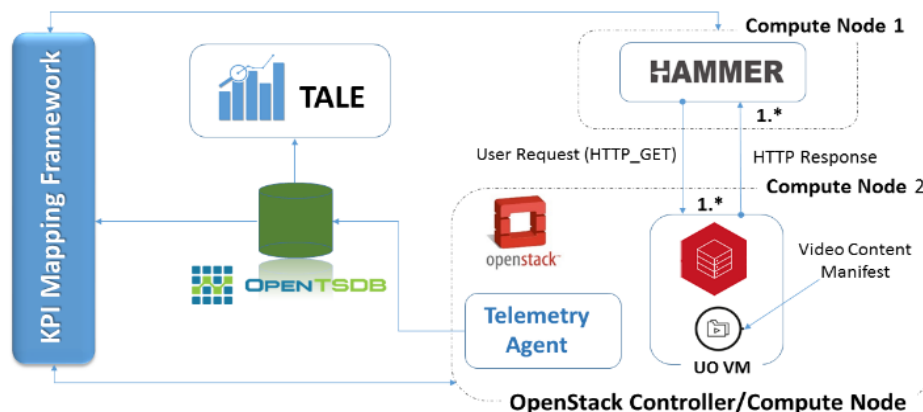 KPI Mapping Framework
TALE
Compute Node 1
HAMMER
1.*
User Request (HTTP_GET)
HTTP Response
Compute Node 2
1.*
openstack
Video Content
Manifest
OPENTSDB
Telemetry
Agent
UO VM
OpenStack Controller/Compute Node